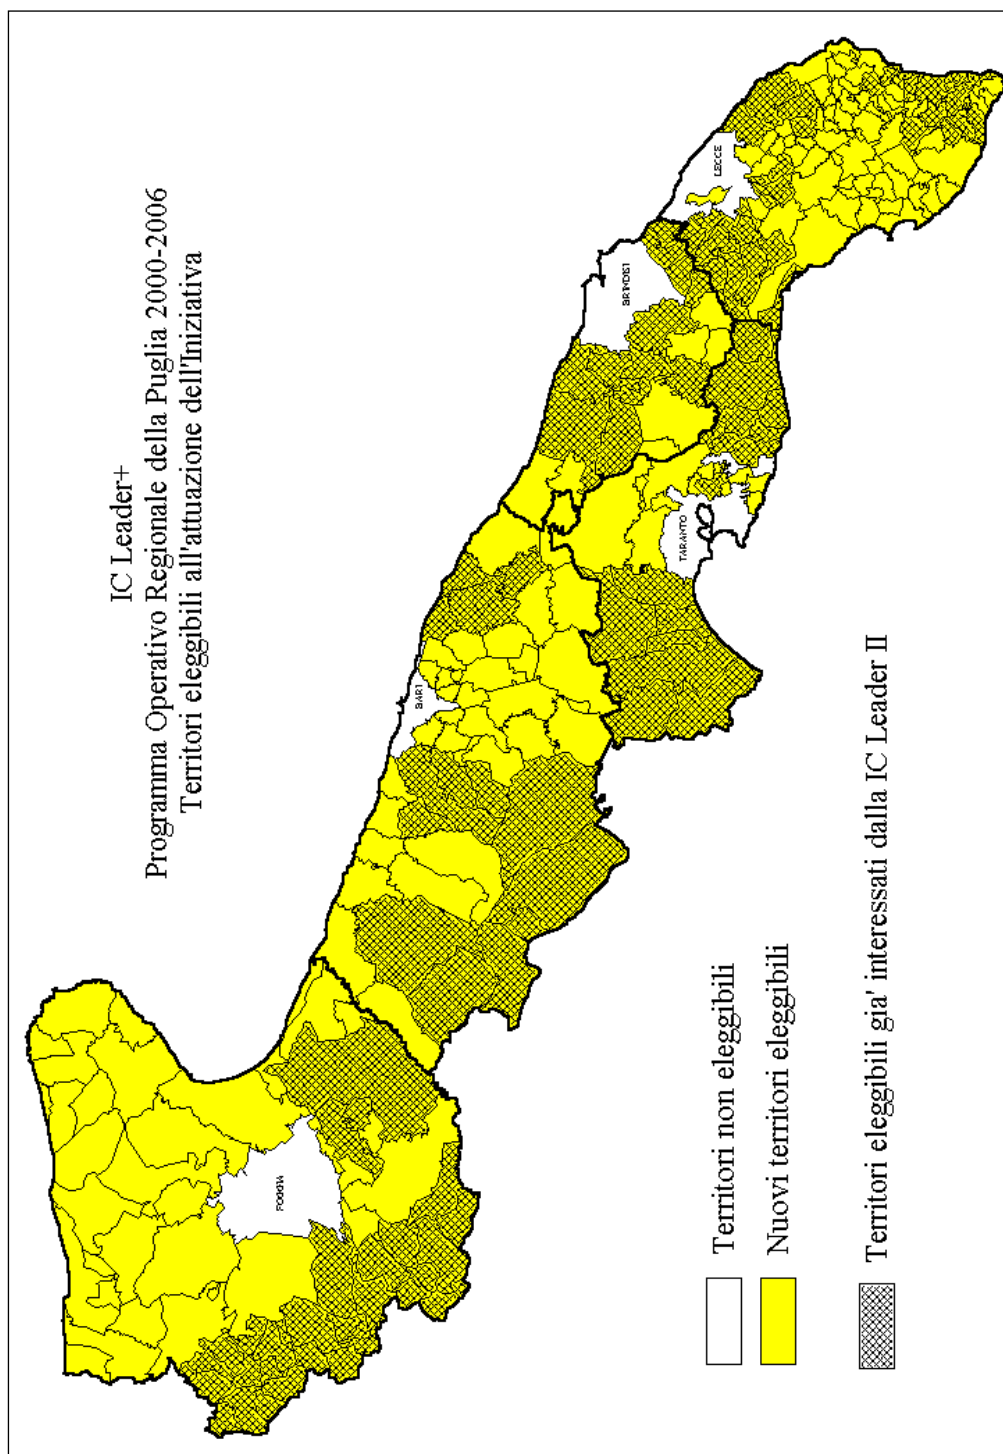 IC Leader+
Programma Operativo Regionale della Puglia 2000-2006
Territori eleggibili all'attuazione dell'Iniziativa
FOGGIA
BARI
BRINDISI
LECCE
TARANTO
Territori non eleggibili
Nuovi territori eleggibili
Territori eleggibili gia' interessati dalla IC Leader II